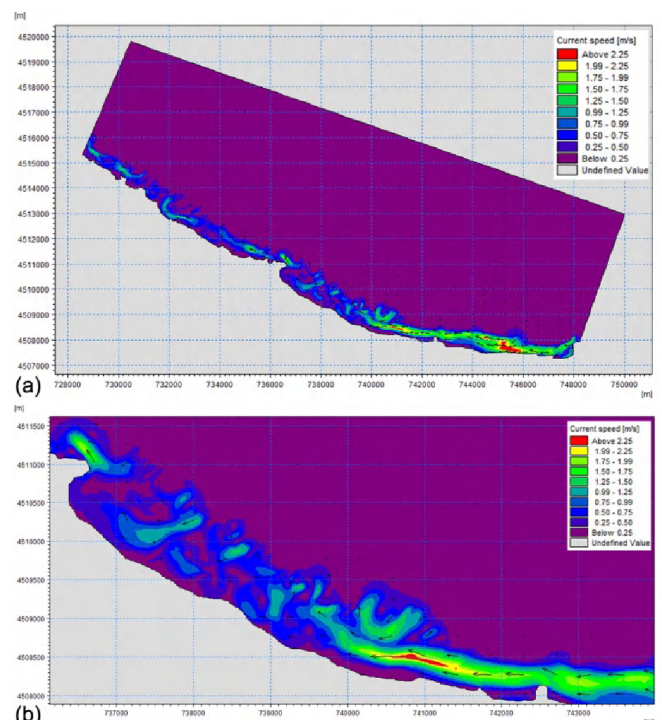 [m]
4520000
4519000
4518000
4517000
4516000
4515000
4514000
4513000
4512000
4511000
4510000
4509000
4508000
4507000
Current speed [m/s]
Above 2.25
1.99 - 2.25
1.75 - 1.99
1.50 - 1.75
1.25 - 1.50
0.99 - 1.25
0.75 - 0.99
0.50 - 0.75
0.25 - 0.50
Below 0.25
Undefined Value
(a)
728000 730000 732000 734000 736000 738000 740000 742000 744000 746000 748000 750000
[m]
[m]
4511500
4511000
4510500
4510000
4509500
4509000
4508500
4508000
Current speed [m/s]
Above 2.25
1.99 - 2.25
1.75 - 1.99
1.50 - 1.75
1.25 - 1.50
0.99 - 1.25
0.75 - 0.99
0.50 - 0.75
0.25 - 0.50
Below 0.25
Undefined Value
(b)
737000 738000 739000 740000 741000 742000 743000